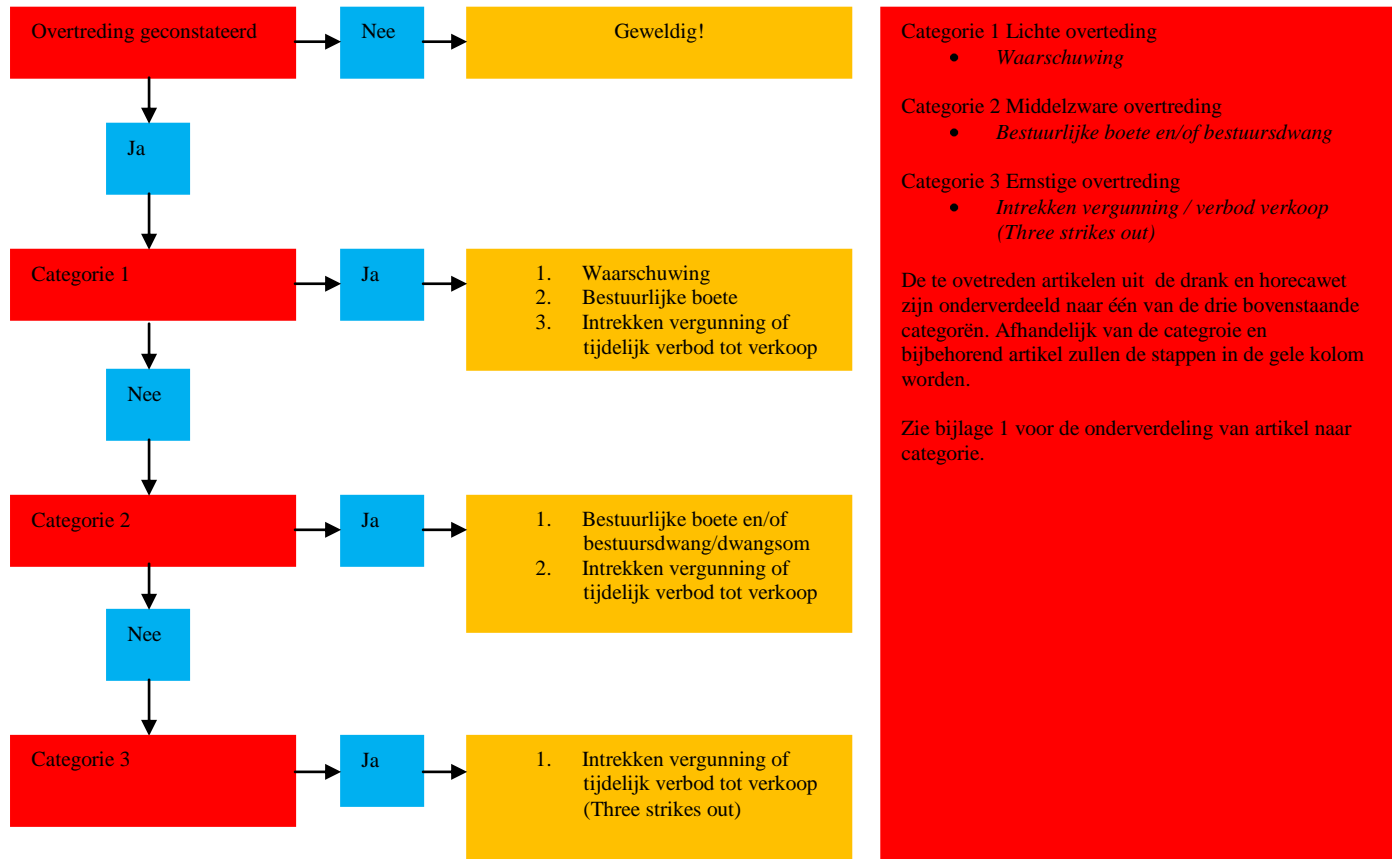 Overtreding geconstateerd
Nee
Geweldig!
Ja
Categorie 1
Ja
1. Waarschuwing
2. Bestuurlijke boete
3. Intrekken vergunning of
tijdelijk verbod tot verkoop
Nee
Categorie 2
Ja
1. Bestuurlijke boete en/of
bestuursdwang/dwangsom
2. Intrekken vergunning of
tijdelijk verbod tot verkoop
Nee
Categorie 3
Ja
1. Intrekken vergunning of
tijdelijk verbod tot verkoop
(Three strikes out)
Categorie 1 Lichte overteding
• Waarschuwing
Categorie 2 Middelzware overtreding
• Bestuurlijke boete en/of bestuursdwang
Categorie 3 Ernstige overtreding
• Intrekken vergunning / verbod verkoop
(Three strikes out)
De te ovetreden artikelen uit de drank en horecawet
zijn onderverdeeld naar één van de drie bovenstaande
categorën. Afhandelijk van de categroie en
bijbehorend artikel zullen de stappen in de gele kolom
worden.
Zie bijlage 1 voor de onderverdeling van artikel naar
categorie.